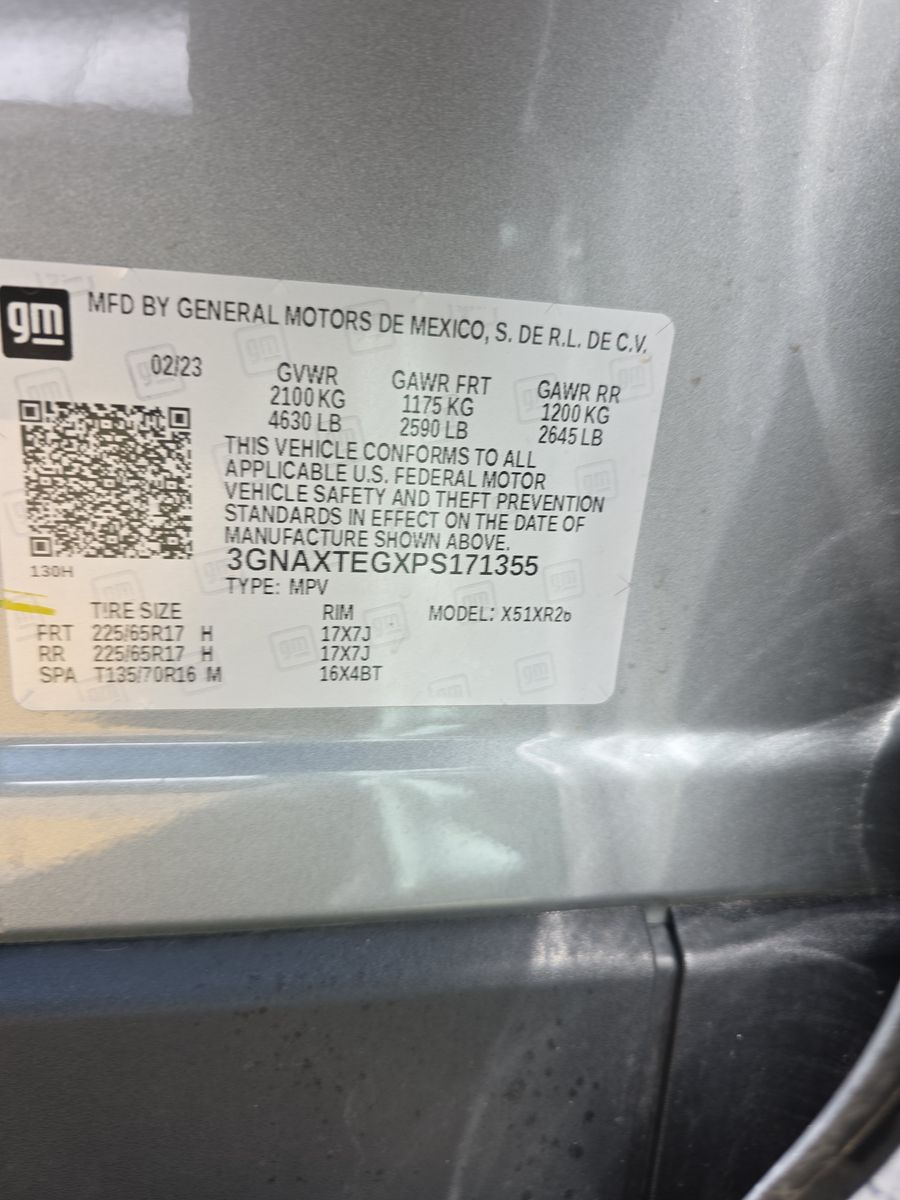 gm
MFD BY GENERAL MOTORS DE MEXICO, S. DE R.L. DE C.V.
02/23
GVWR GAWR FRT GAWR RR
2100 KG 1175 KG 1200 KG
4630 LB 2590 LB 2645 LB
THIS VEHICLE CONFORMS TO ALL
APPLICABLE U.S. FEDERAL MOTOR
VEHICLE SAFETY AND THEFT PREVENTION
STANDARDS IN EFFECT ON THE DATE OF
MANUFACTURE SHOWN ABOVE.
3GNAXTEGXPS171355
130H
TYPE: MPV
TIRE SIZE RIM MODEL: X51XR26
FRT 225/65R17 H 17X7J
RR 225/65R17 H 17X7J
SPA T135/70R16 M 16X4BT